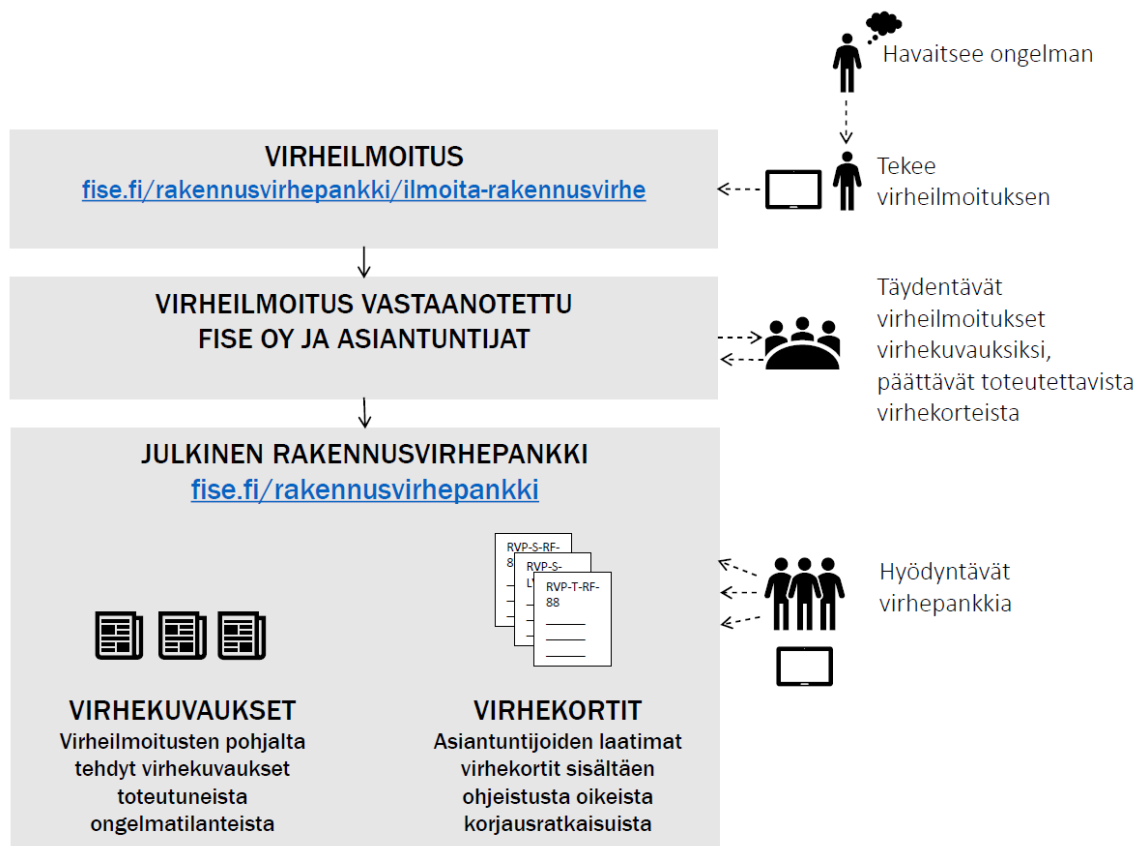 Havaitsee ongelman
VIRHEILMOITUS
fise.fi/rakennusvirhepankki/ilmoita-rakennusvirhe
Tekee
virheilmoituksen
VIRHEILMOITUS VASTAANOTETTU
FISE OY JA ASIANTUNTIJAT
Täydentävät
virheilmoitukset
virhekuvauksiksi,
päättävät toteutettavista
virhekorteista
JULKINEN RAKENNUSVIRHEPANKKI
fise.fi/rakennusvirhepankki
RVP-S-RF-
8
RVP-S-
RVP-T-RF-
88
Hyödyntävät
virhepankkia
VIRHEKUVAUKSET
Virheilmoitusten pohjalta
tehdyt virhekuvaukset
toteutuneista
ongelmatilanteista
VIRHEKORTIT
Asiantuntijoiden laatimat
virhekortit sisältäen
ohjeistusta oikeista
korjausratkaisuista